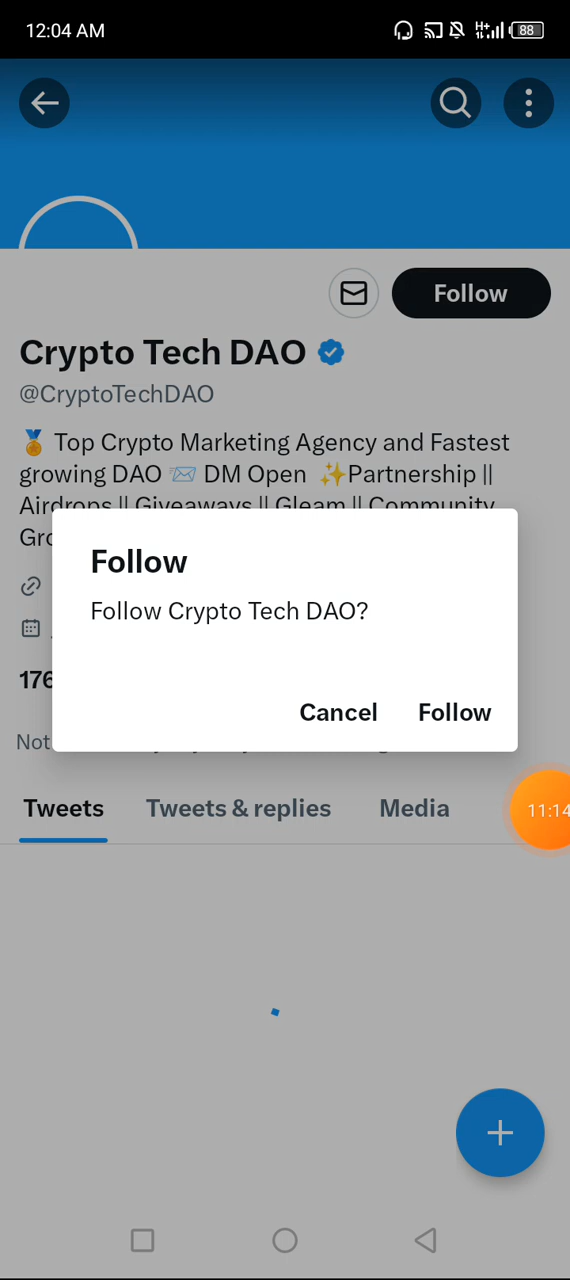 12:04 AM
H+
88
Follow
Crypto Tech DAO
@CryptoTechDAO
🏅 Top Crypto Marketing Agency and Fastest
growing DAO 📨 DM Open ✨Partnership ||
Airdrops || Giveaways || Gleam || Community
Follow
Follow Crypto Tech DAO?
176
Cancel Follow
Not
Tweets Tweets & replies Media
11:14